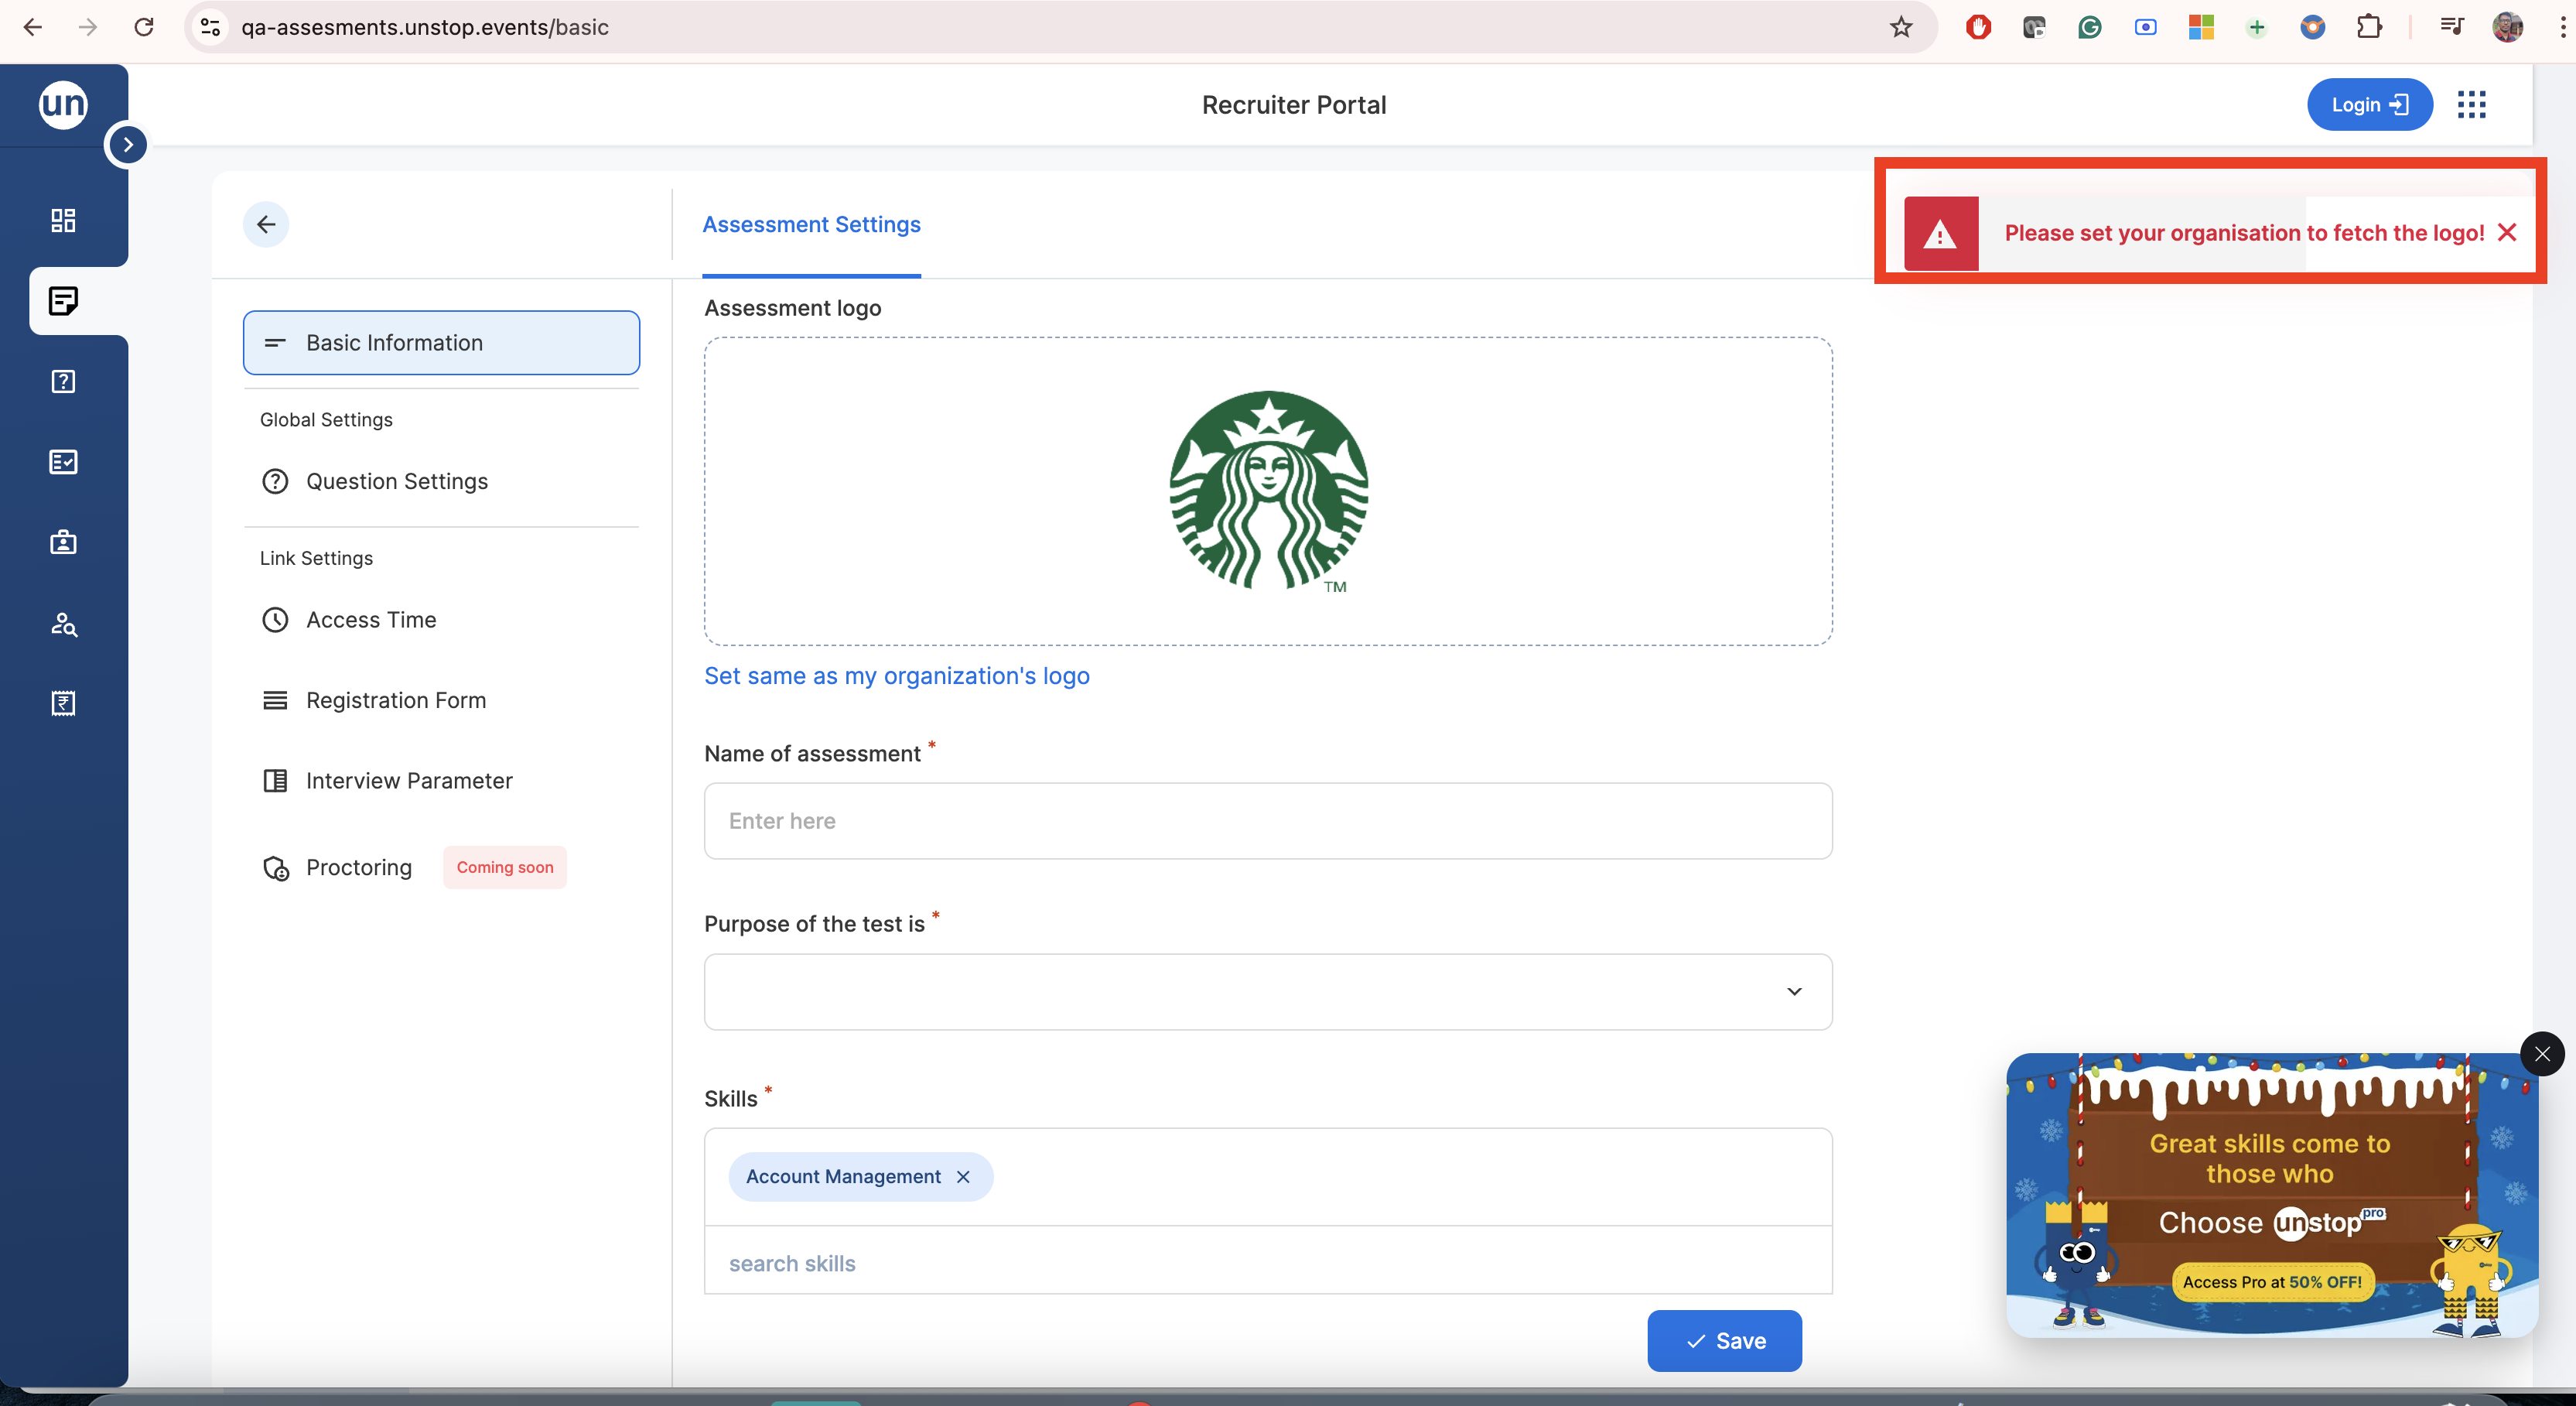 qa-assesments.unstop.events/basic
un
Recruiter Portal
Login
Assessment Settings
Please set your organisation to fetch the logo!
Basic Information
Global Settings
Question Settings
Link Settings
Access Time
Registration Form
Interview Parameter
Proctoring
Coming soon
Assessment logo
TM
Set same as my organization's logo
Name of assessment *
Enter here
Purpose of the test is *
Skills *
Account Management
search skills
Save
Great skills come to
those who
Choose unstop pro
Access Pro at 50% OFF!